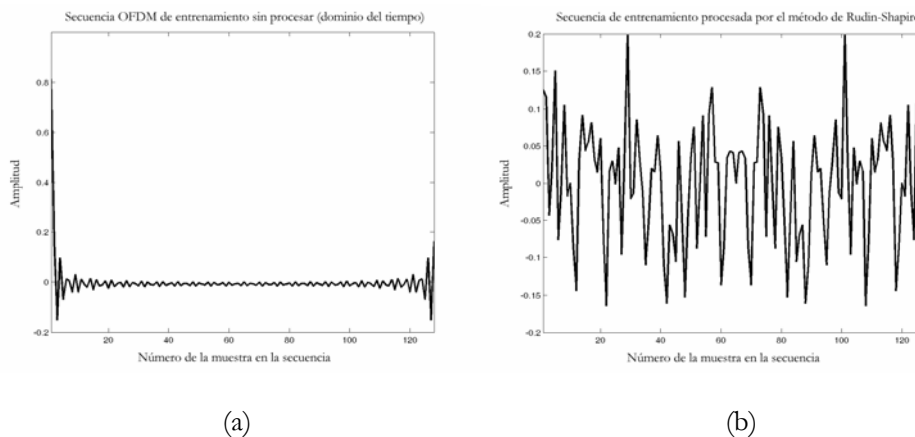 Secuencia OFDM de entrenamiento sin procesar (dominio del tiempo)
0.8
0.6
0.4
0.2
0
-0.2
Amplitud
20 40 60 80 100 120
Número de la muestra en la secuencia
(a)
Secuencia de entrenamiento procesada por el método de Rudin-Shapiro
0.2
0.15
0.1
0.05
0
-0.05
-0.1
-0.15
-0.2
Amplitud
20 40 60 80 100 120
Número de la muestra en la secuencia
(b)